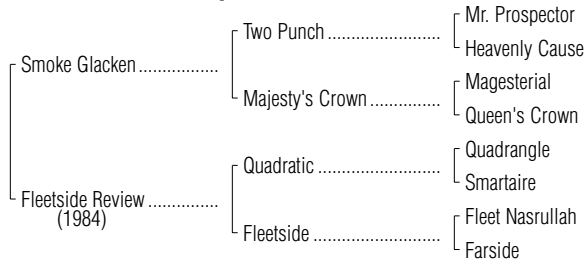 Mr. Prospector
Two Punch .......................
Heavenly Cause
Smoke Glacken ................
Magesterial
Majesty's Crown ..............
Queen's Crown
Quadrangle
Quadratic ........................
Smartaire
Fleetside Review ..............
(1984)
Fleet Nasrullah
Fleetside .........................
Farside